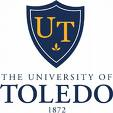 UT
THE UNIVERSITY OF
TOLEDO
1872